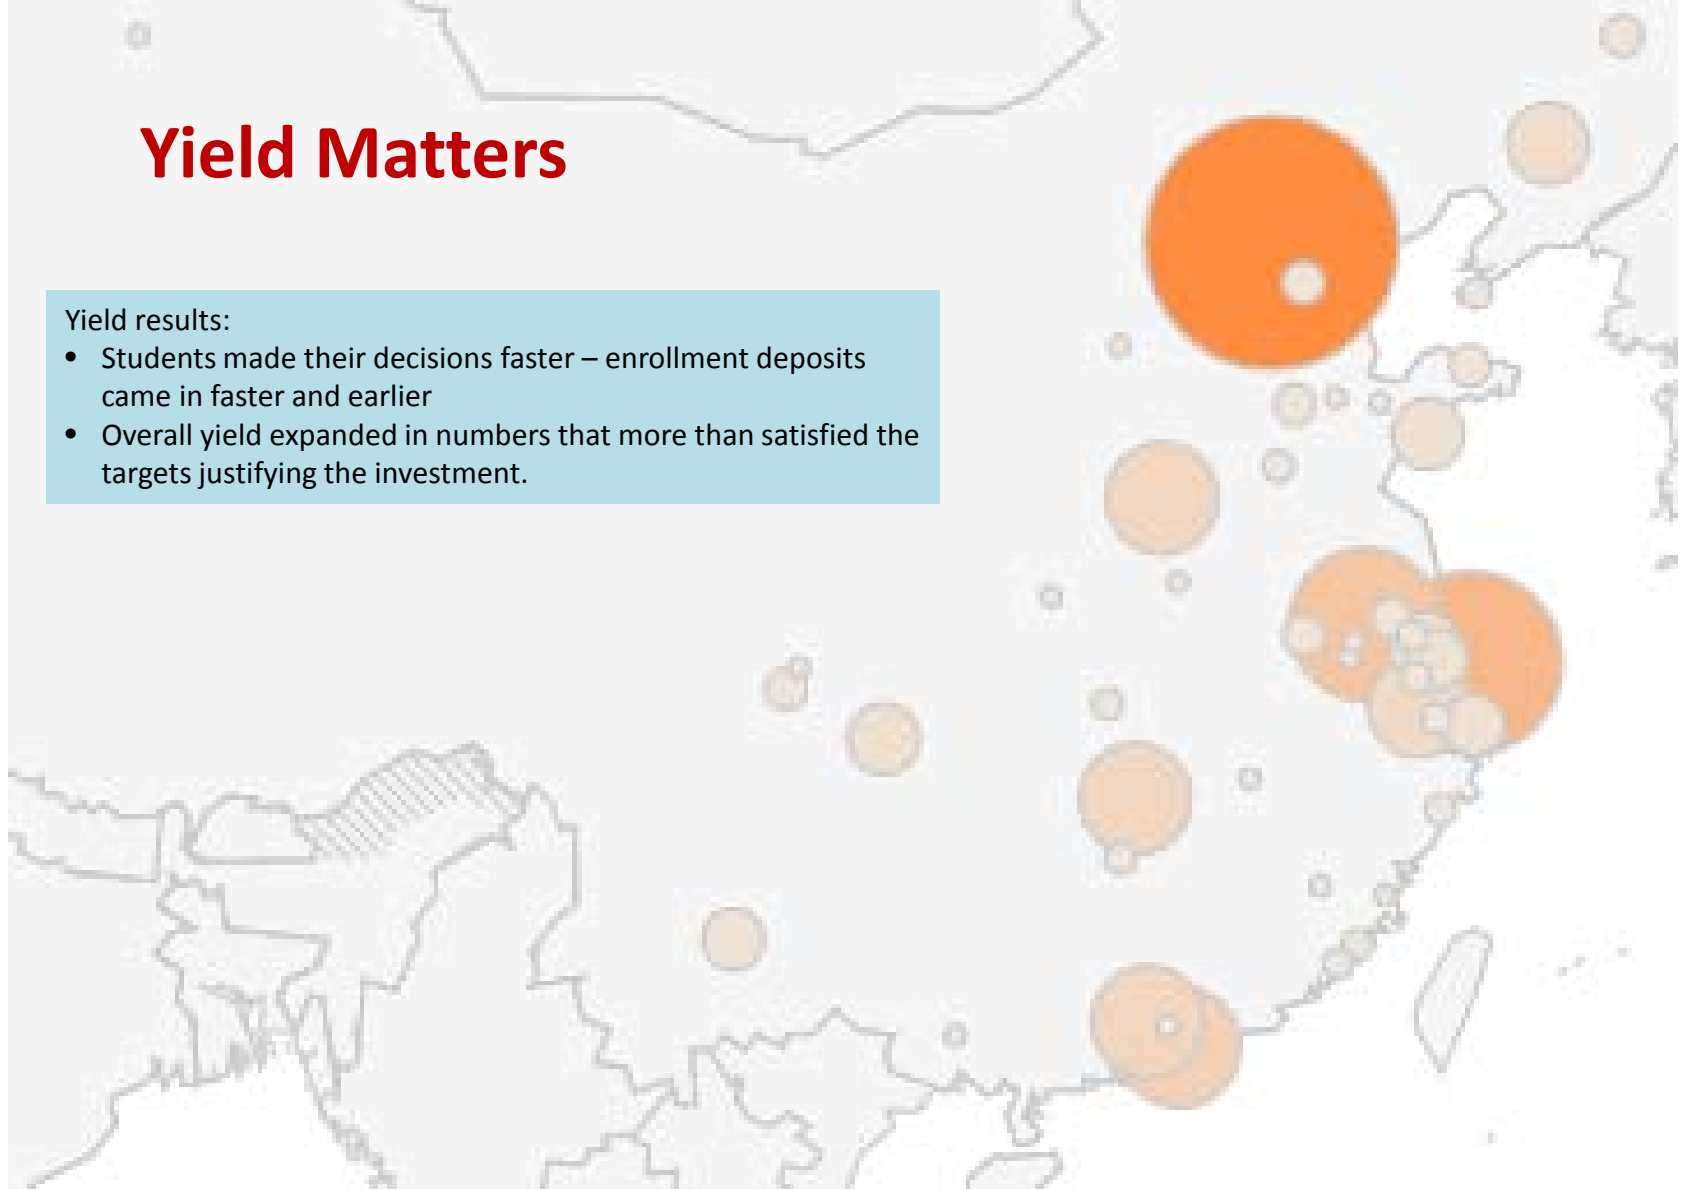 Yield Matters
Yield results:
• Students made their decisions faster – enrollment deposits
came in faster and earlier
• Overall yield expanded in numbers that more than satisfied the
targets justifying the investment.